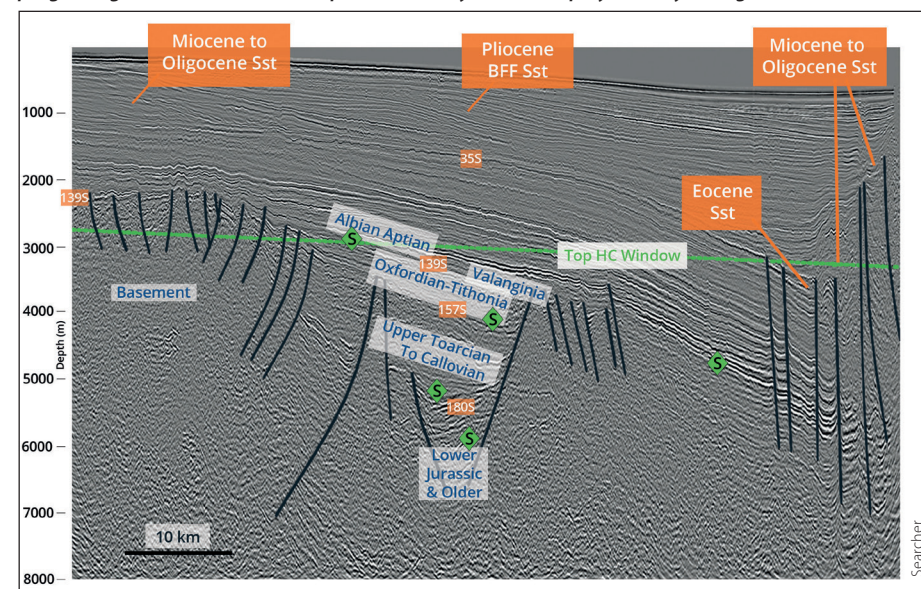 Miocene to
Oligocene Sst
Pliocene
BFF Sst
Miocene to
Oligocene Sst
1000
35S
2000
139S
Eocene
Sst
Albian Aptian
3000
Top HC Window
139S
Oxfordian-Tithonia
Valanginia
Basement
Depth (m)
4000
157S
Upper Toarcian
To Callovian
S
S
S
S
S
5000
180S
6000
Lower
Jurassic
& Older
7000
10 km
8000
Searcher